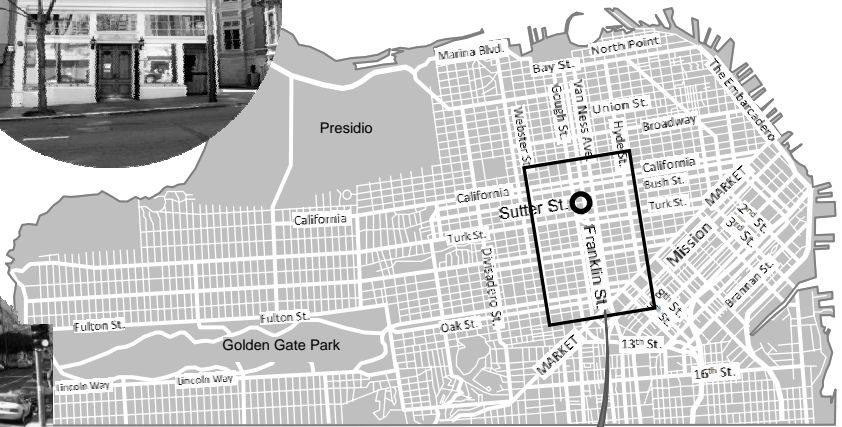 Marina Blvd.
North Point
Bay St.
The Embarcadero
Gough St.
Van Ness Ave
Union St.
Webster St.
Hyde St.
Broadway
Presidio
California
Bush St.
MARKET
California
Sutter St.
Turk St.
California
2nd St.
3rd St.
Turk St.
Franklin St.
Mission
Divisadero St.
Brannan St.
8th St.
St.
Fulton St.
Fulton St.
Oak St.
Golden Gate Park
MARKET
13th St.
16th St.
Lincoln Way
Lincoln Way